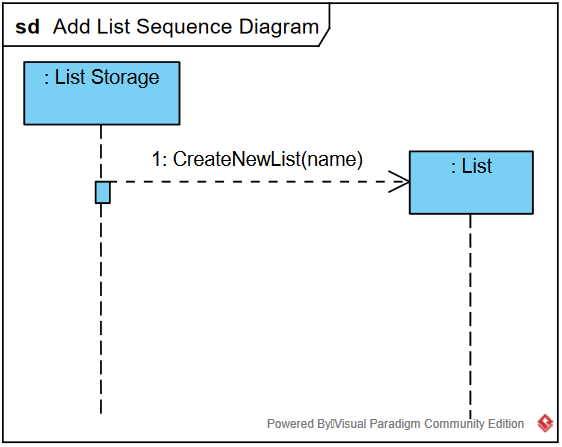 sd Add List Sequence Diagram
: List Storage
1: CreateNewList(name)
: List
Powered By Visual Paradigm Community Edition